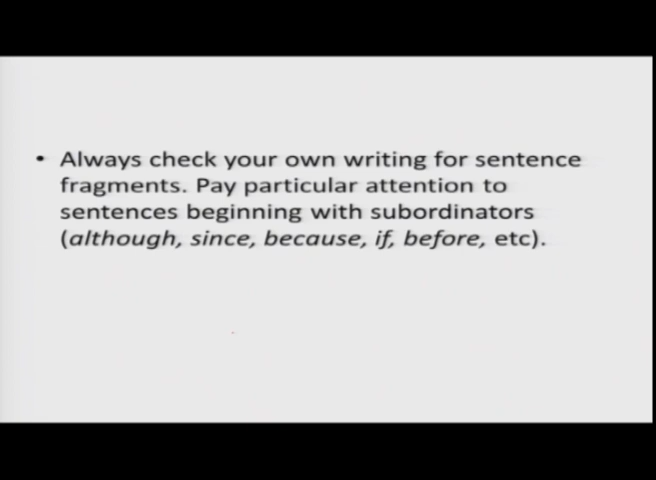 • Always check your own writing for sentence
fragments. Pay particular attention to
sentences beginning with subordinators
(although, since, because, if, before, etc).